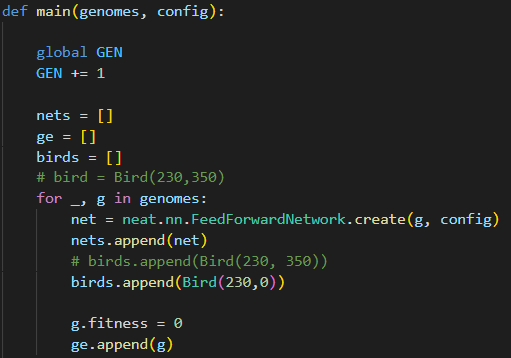 def main(genomes, config):
    global GEN
    GEN += 1
    nets = []
    ge = []
    birds = []
    # bird = Bird(230,350)
    for _, g in genomes:
        net = neat.nn.FeedForwardNetwork.create(g, config)
        nets.append(net)
        # birds.append(Bird(230, 350))
        birds.append(Bird(230,0))
        g.fitness = 0
        ge.append(g)